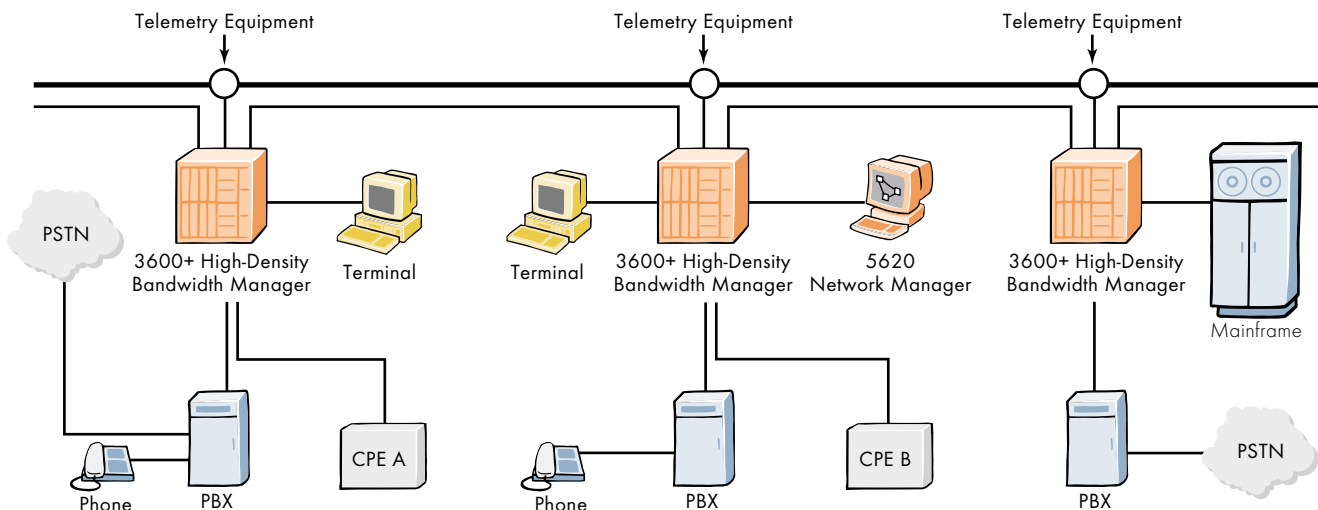 Telemetry Equipment
Telemetry Equipment
Telemetry Equipment
PSTN
3600+ High-Density
Bandwidth Manager
Terminal
Terminal
3600+ High-Density
Bandwidth Manager
5620
Network Manager
3600+ High-Density
Bandwidth Manager
Mainframe
Phone
PBX
CPE A
Phone
PBX
CPE B
PBX
PSTN